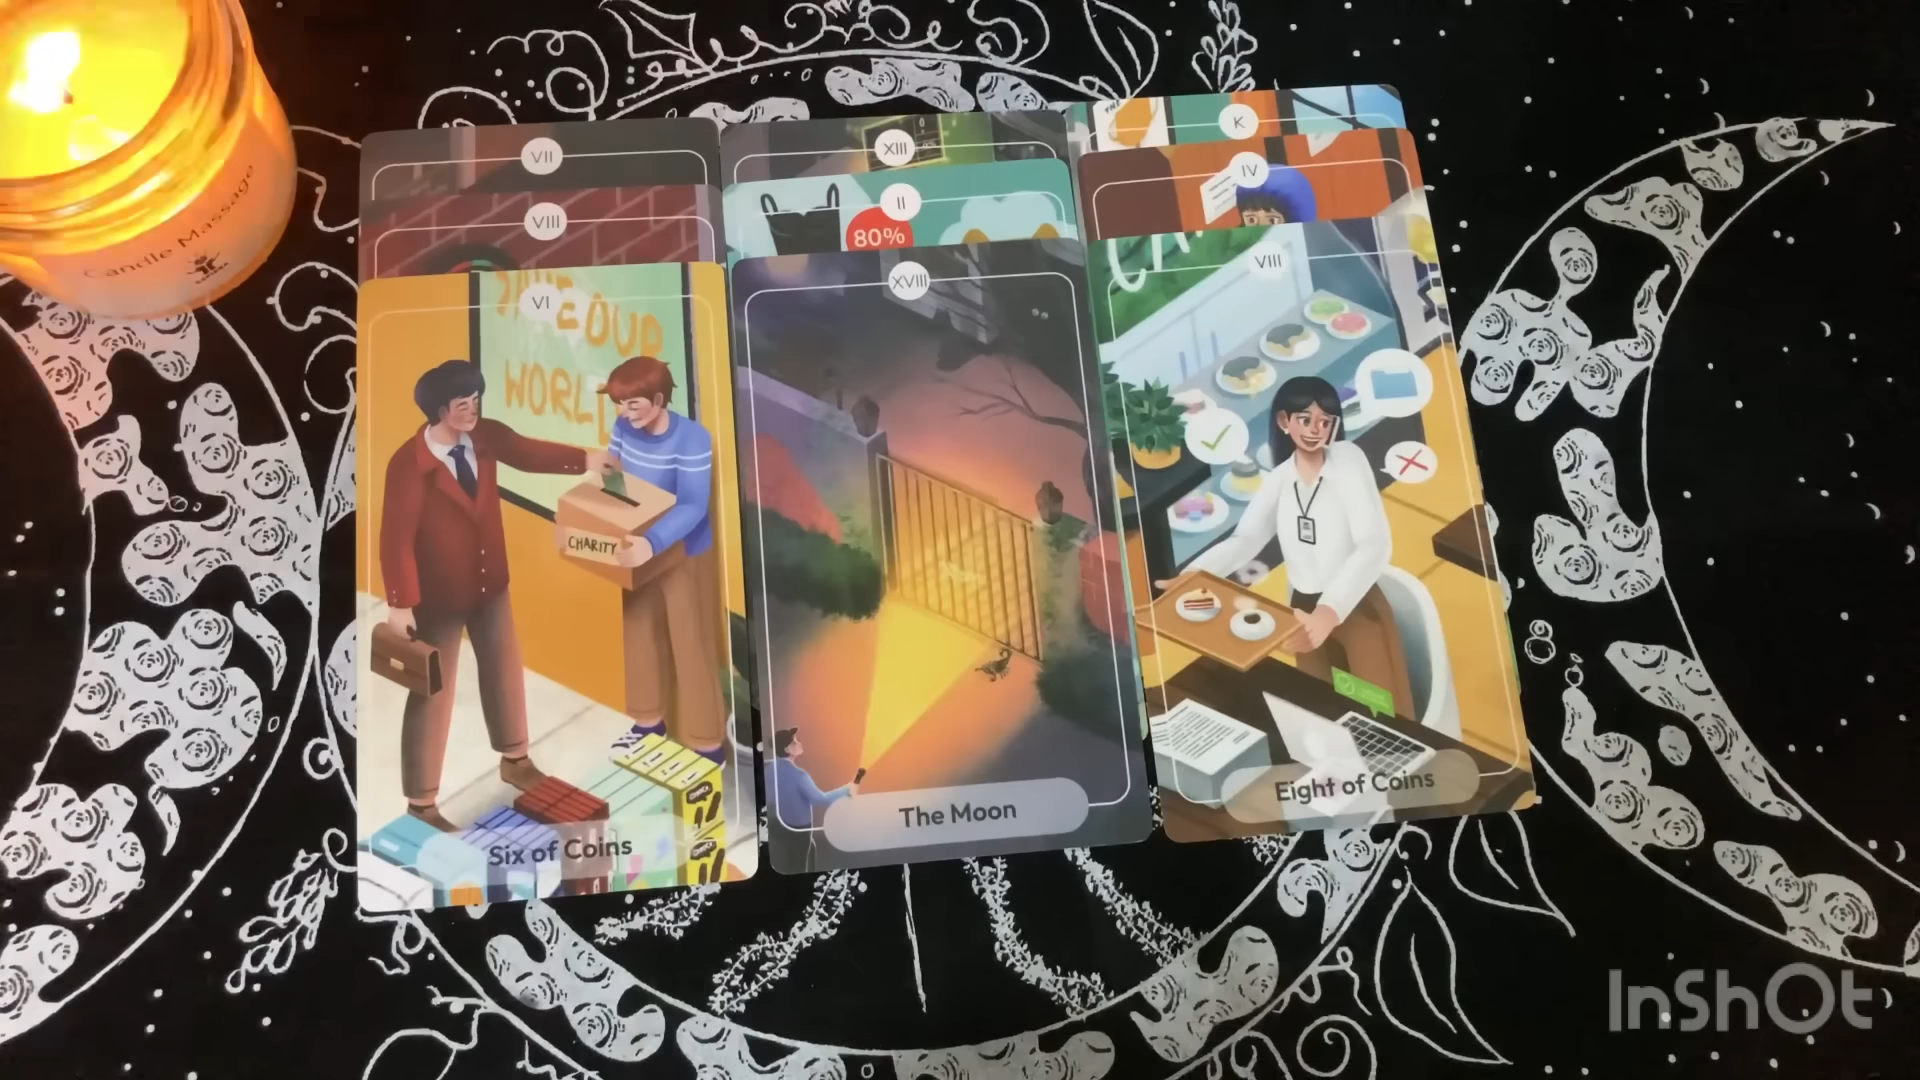 Candle Massage
VII
VIII
VI
OUR
WORLD
CHARITY
Six of Coins
XIII
II
80%
XVIII
The Moon
K
IV
VIII
Eight of Coins
InShOt